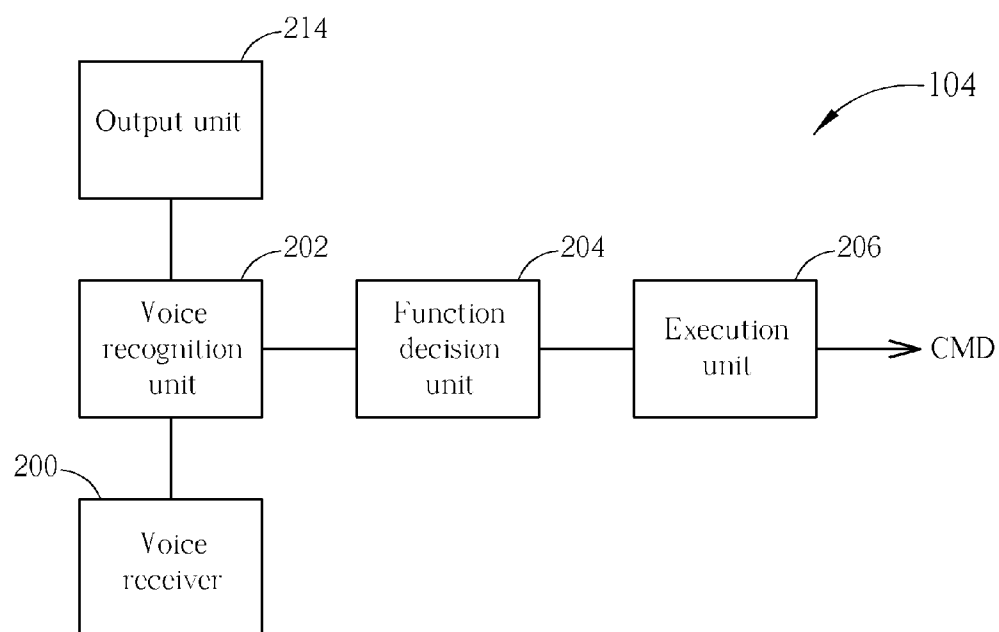 214
Output unit
104
202
Voice
recognition
unit
204
Function
decision
unit
206
Execution
unit
CMD
200
Voice
receiver